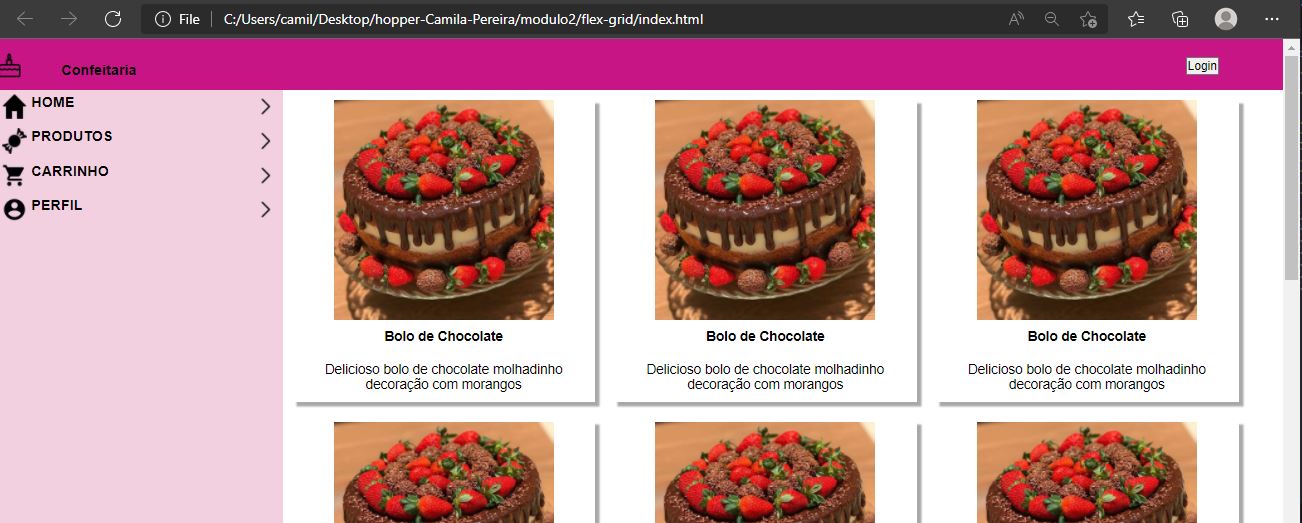 File C:/Users/camil/Desktop/hopper-Camila-Pereira/modulo2/flex-grid/index.html
Confeitaria
Login
HOME
PRODUTOS
CARRINHO
PERFIL
Bolo de Chocolate
Delicioso bolo de chocolate molhadinho
decoração com morangos
Bolo de Chocolate
Delicioso bolo de chocolate molhadinho
decoração com morangos
Bolo de Chocolate
Delicioso bolo de chocolate molhadinho
decoração com morangos